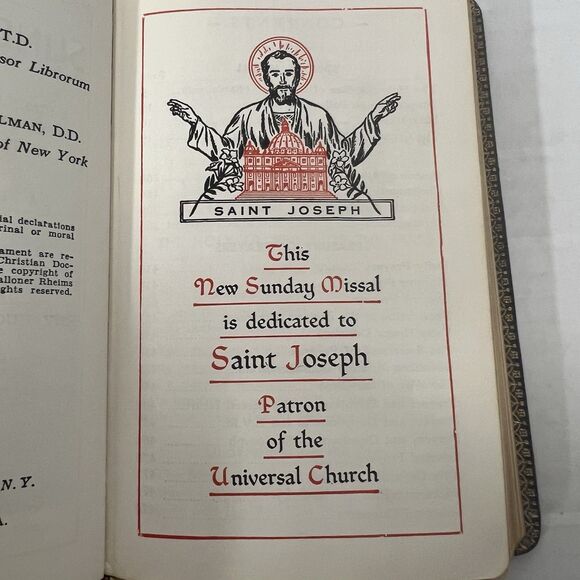 T.D.
sor Librorum
LMAN, D.D.
of New York
ial declarations
rinal or moral
ament are re-
Christian Doc-
e copyright of
alloner Rheims
ghts reserved.
N.Y.
A.
SAINT JOSEPH
This
New Sunday Missal
is dedicated to
Saint Joseph
Patron
of the
Universal Church